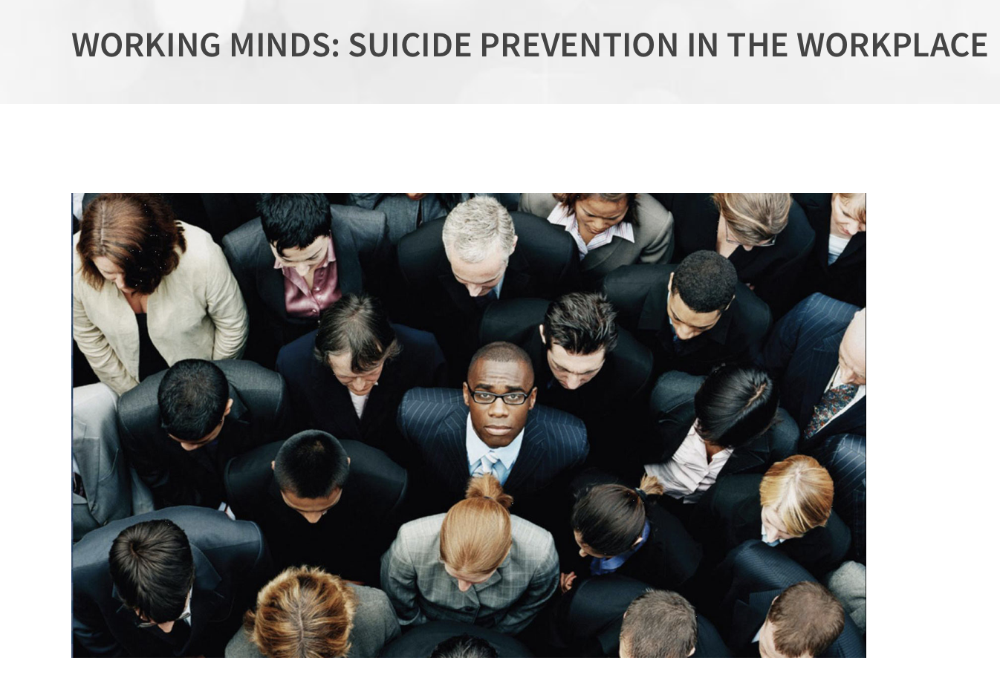 WORKING MINDS: SUICIDE PREVENTION IN THE WORKPLACE